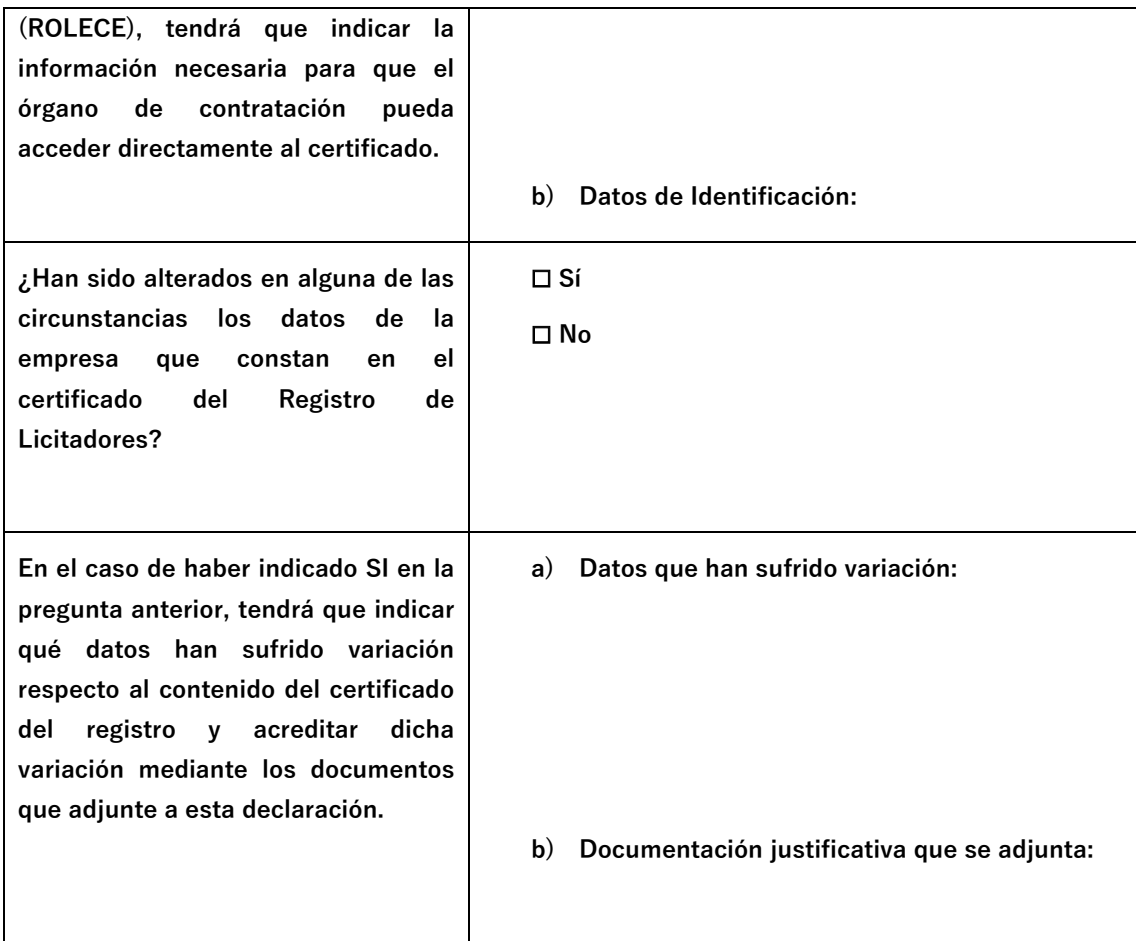 (ROLECE), tendrá que indicar la
información necesaria para que el
órgano de contratación pueda
acceder directamente al certificado.
b) Datos de Identificación:
¿Han sido alterados en alguna de las
circunstancias los datos de la
empresa que constan en el
certificado del Registro de
Licitadores?
☐ Sí
☐ No
En el caso de haber indicado SI en la
pregunta anterior, tendrá que indicar
qué datos han sufrido variación
respecto al contenido del certificado
del registro y acreditar dicha
variación mediante los documentos
que adjunte a esta declaración.
a) Datos que han sufrido variación:
b) Documentación justificativa que se adjunta: